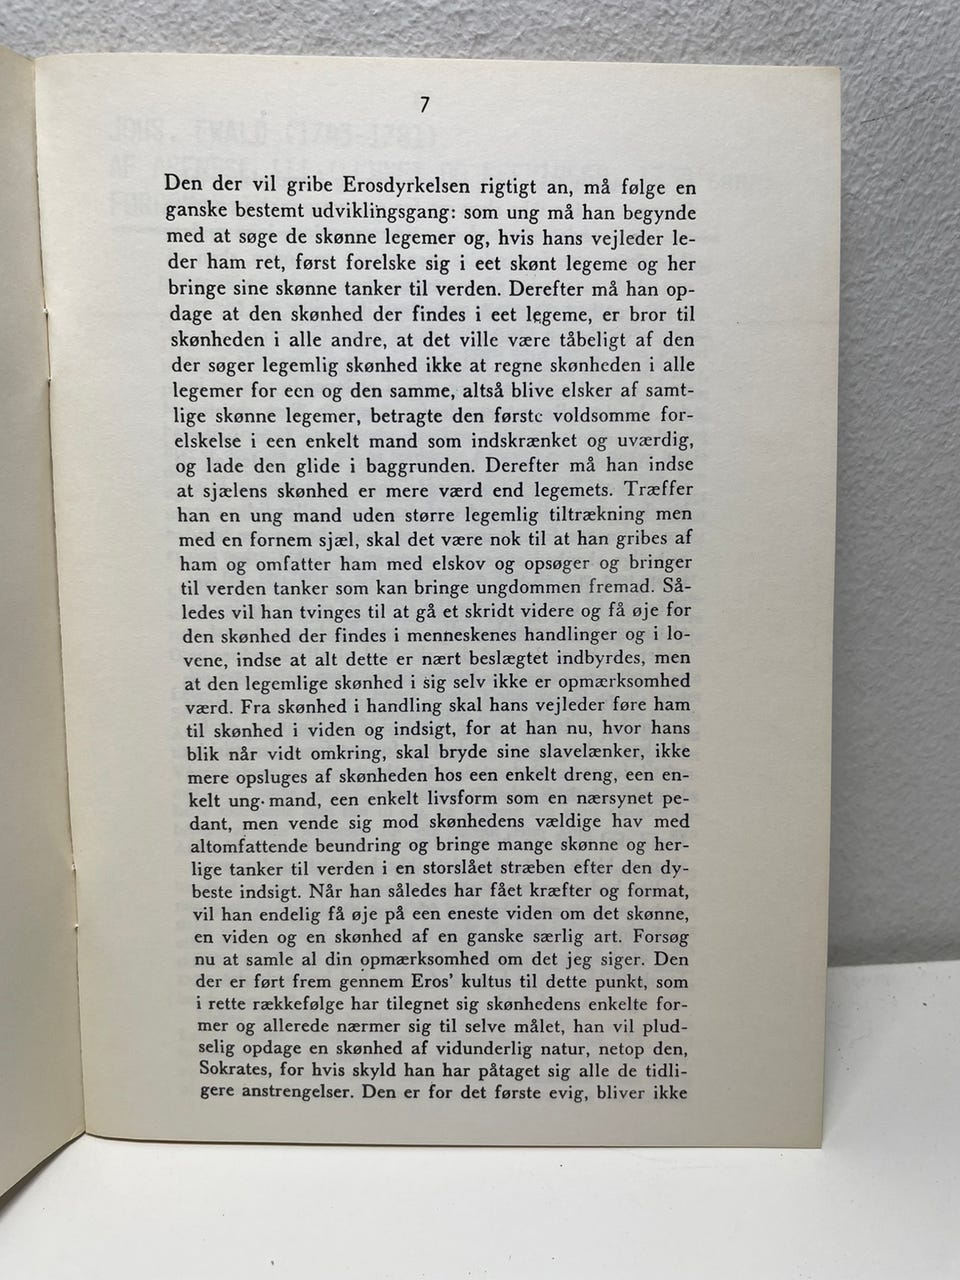 7
Den der vil gribe Erosdyrkelsen rigtigt an, må følge en
ganske bestemt udviklingsgang: som ung må han begynde
med at søge de skønne legemer og, hvis hans vejleder le-
der ham ret, først forelske sig i eet skønt legeme og her
bringe sine skønne tanker til verden. Derefter må han op-
dage at den skønhed der findes i eet legeme, er bror til
skønheden i alle andre, at det ville være tåbeligt af den
der søger legemlig skønhed ikke at regne skønheden i alle
legemer for een og den samme, altså blive elsker af samt-
lige skønne legemer, betragte den første voldsomme for-
elskelse i een enkelt mand som indskrænket og uværdig,
og lade den glide i baggrunden. Derefter må han indse
at sjælens skønhed er mere værd end legemets. Træffer
han en ung mand uden større legemlig tiltrækning men
med en fornem sjæl, skal det være nok til at han gribes af
ham og omfatter ham med elskov og opsøger og bringer
til verden tanker som kan bringe ungdommen fremad. Så-
ledes vil han tvinges til at gå et skridt videre og få øje for
den skønhed der findes i menneskenes handlinger og i lo-
vene, indse at alt dette er nært beslægtet indbyrdes, men
at den legemlige skønhed i sig selv ikke er opmærksomhed
værd. Fra skønhed i handling skal hans vejleder føre ham
til skønhed i viden og indsigt, for at han nu, hvor hans
blik når vidt omkring, skal bryde sine slavelænker, ikke
mere opsluges af skønheden hos een enkelt dreng, een en-
kelt ung mand, een enkelt livsform som en nærsynet pe-
dant, men vende sig mod skønhedens vældige hav med
altomfattende beundring og bringe mange skønne og her-
lige tanker til verden i en storslået stræben efter den dy-
beste indsigt. Når han således har fået kræfter og format,
vil han endelig få øje på een eneste viden om det skønne,
en viden og en skønhed af en ganske særlig art. Forsøg
nu at samle al din opmærksomhed om det jeg siger. Den
der er ført frem gennem Eros' kultus til dette punkt, som
i rette rækkefølge har tilegnet sig skønhedens enkelte for-
mer og allerede nærmer sig til selve målet, han vil plud-
selig opdage en skønhed af vidunderlig natur, netop den,
Sokrates, for hvis skyld han har påtaget sig alle de tidli-
gere anstrengelser. Den er for det første evig, bliver ikke